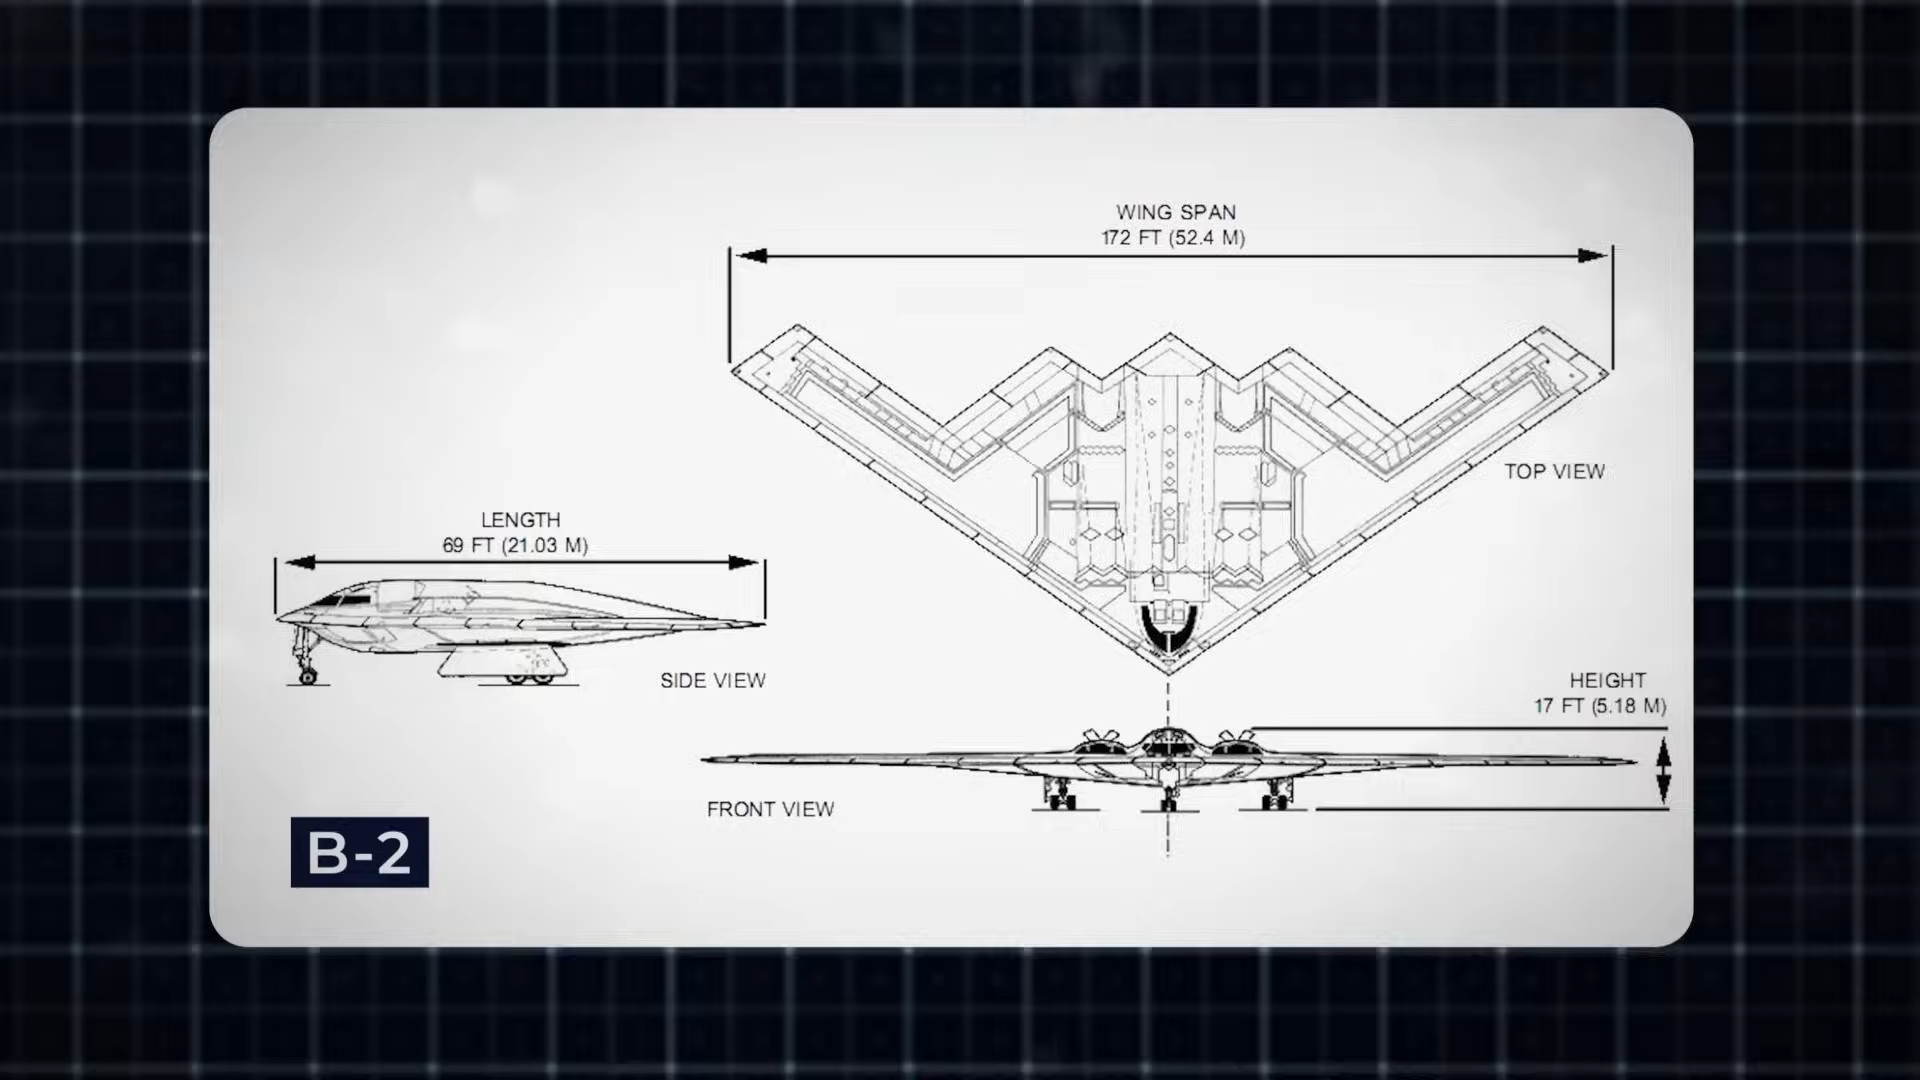 WING SPAN
172 FT (52.4 M)
TOP VIEW
LENGTH
69 FT (21.03 M)
SIDE VIEW
HEIGHT
17 FT (5.18 M)
FRONT VIEW
B-2